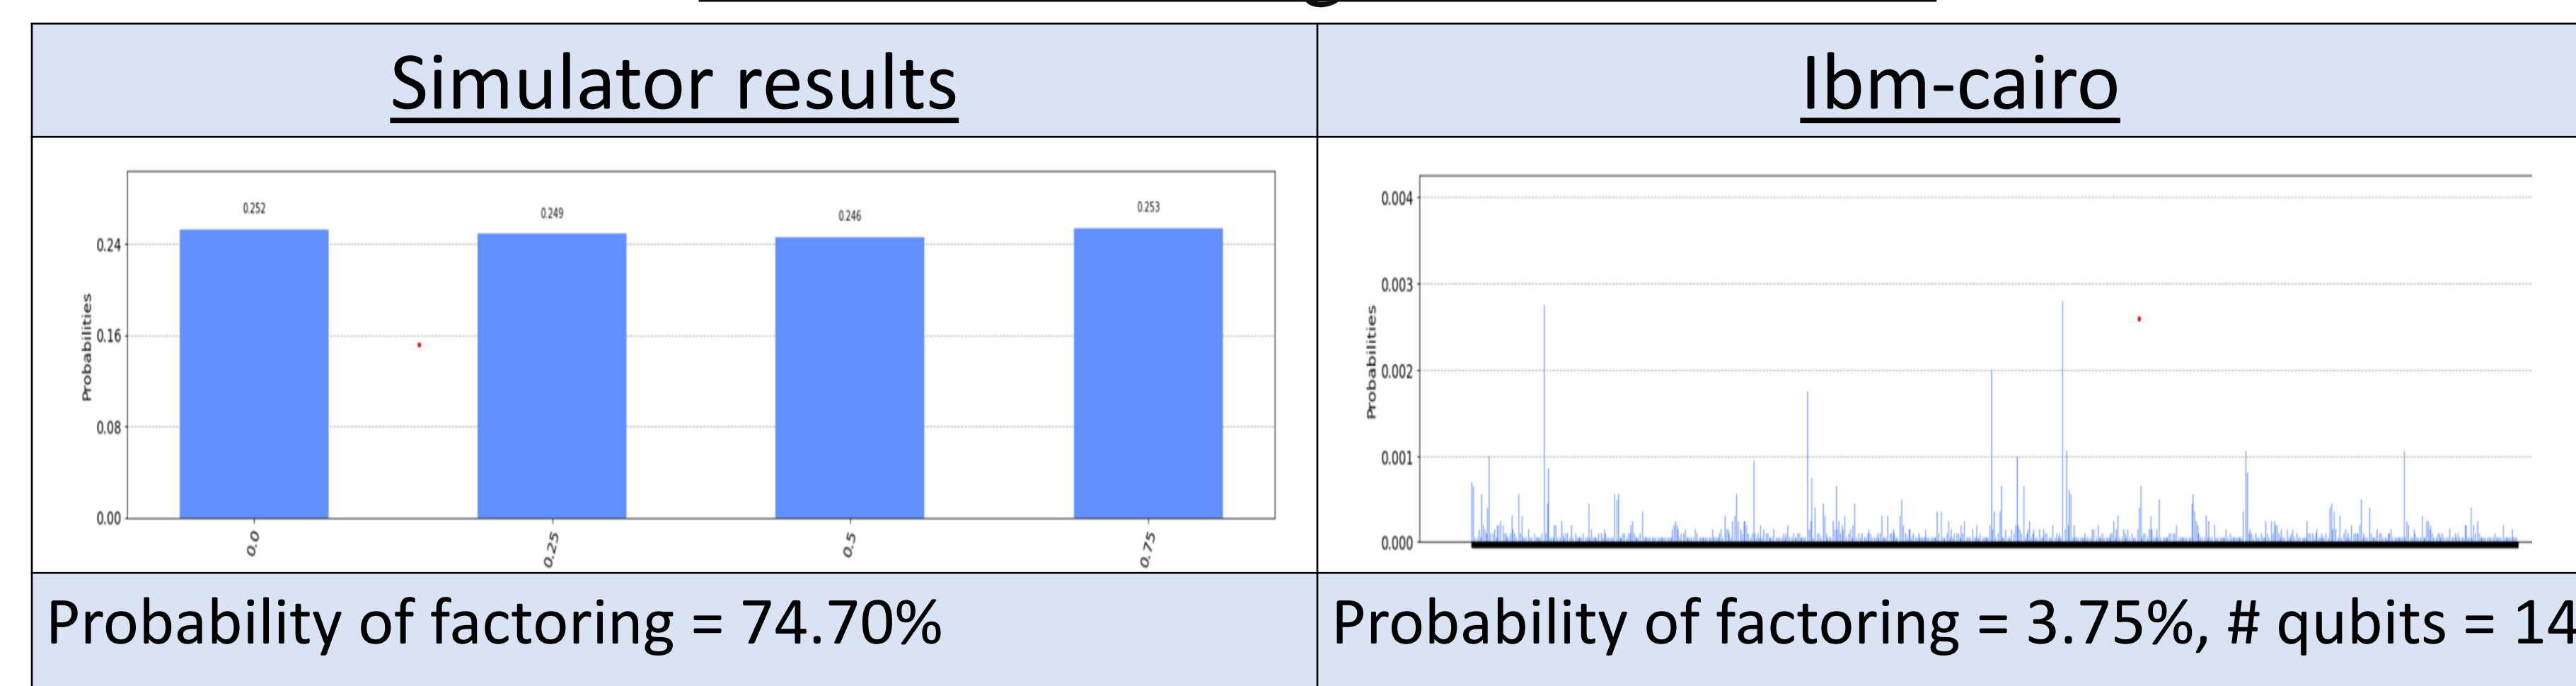 Simulator results
Ibm-cairo
0.252
0.249
0.246
0.253
0.24
0.16
0.08
0.00
Probabilities
0.0
0.25
0.5
0.75
0.004
0.003
0.002
0.001
0.000
Probabilities
Probability of factoring = 74.70%
Probability of factoring = 3.75%, # qubits = 14